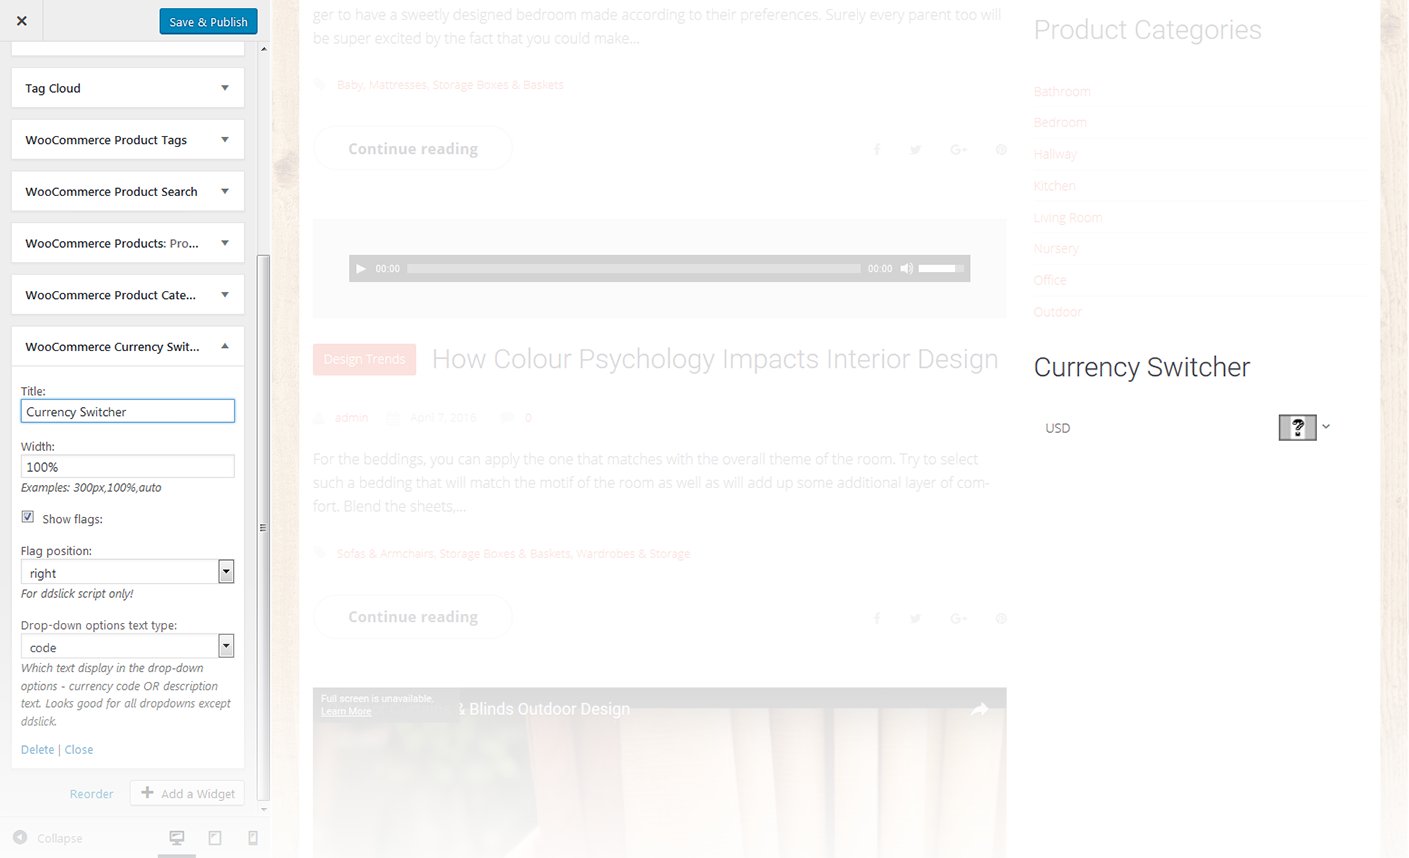 Save & Publish
Tag Cloud
WooCommerce Product Tags
WooCommerce Product Search
WooCommerce Products: Pro...
WooCommerce Product Cate...
WooCommerce Currency Swit...
Title:
Currency Switcher
Width:
100%
Examples: 300px,100%,auto
Show flags:
Flag position:
right
For ddslick script only!
Drop-down options text type:
code
Which text display in the drop-down
options - currency code OR description
text. Looks good for all dropdowns except
ddslick.
Delete | Close
Reorder
Add a Widget
Collapse
ger to have a sweetly designed bedroom made according to their preferences. Surely every parent too will
be super excited by the fact that you could make...
Baby, Mattresses, Storage Boxes & Baskets
Continue reading
00:00
00:00
Design Trends
How Colour Psychology Impacts Interior Design
admin
April 7, 2016
0
For the beddings, you can apply the one that matches with the overall theme of the room. Try to select
such a bedding that will match the motif of the room as well as will add up some additional layer of com-
fort. Blend the sheets,...
Sofas & Armchairs, Storage Boxes & Baskets, Wardrobes & Storage
Continue reading
Full screen is unavailable.
Learn More
& Blinds Outdoor Design
Product Categories
Bathroom
Bedroom
Hallway
Kitchen
Living Room
Nursery
Office
Outdoor
Currency Switcher
USD
?